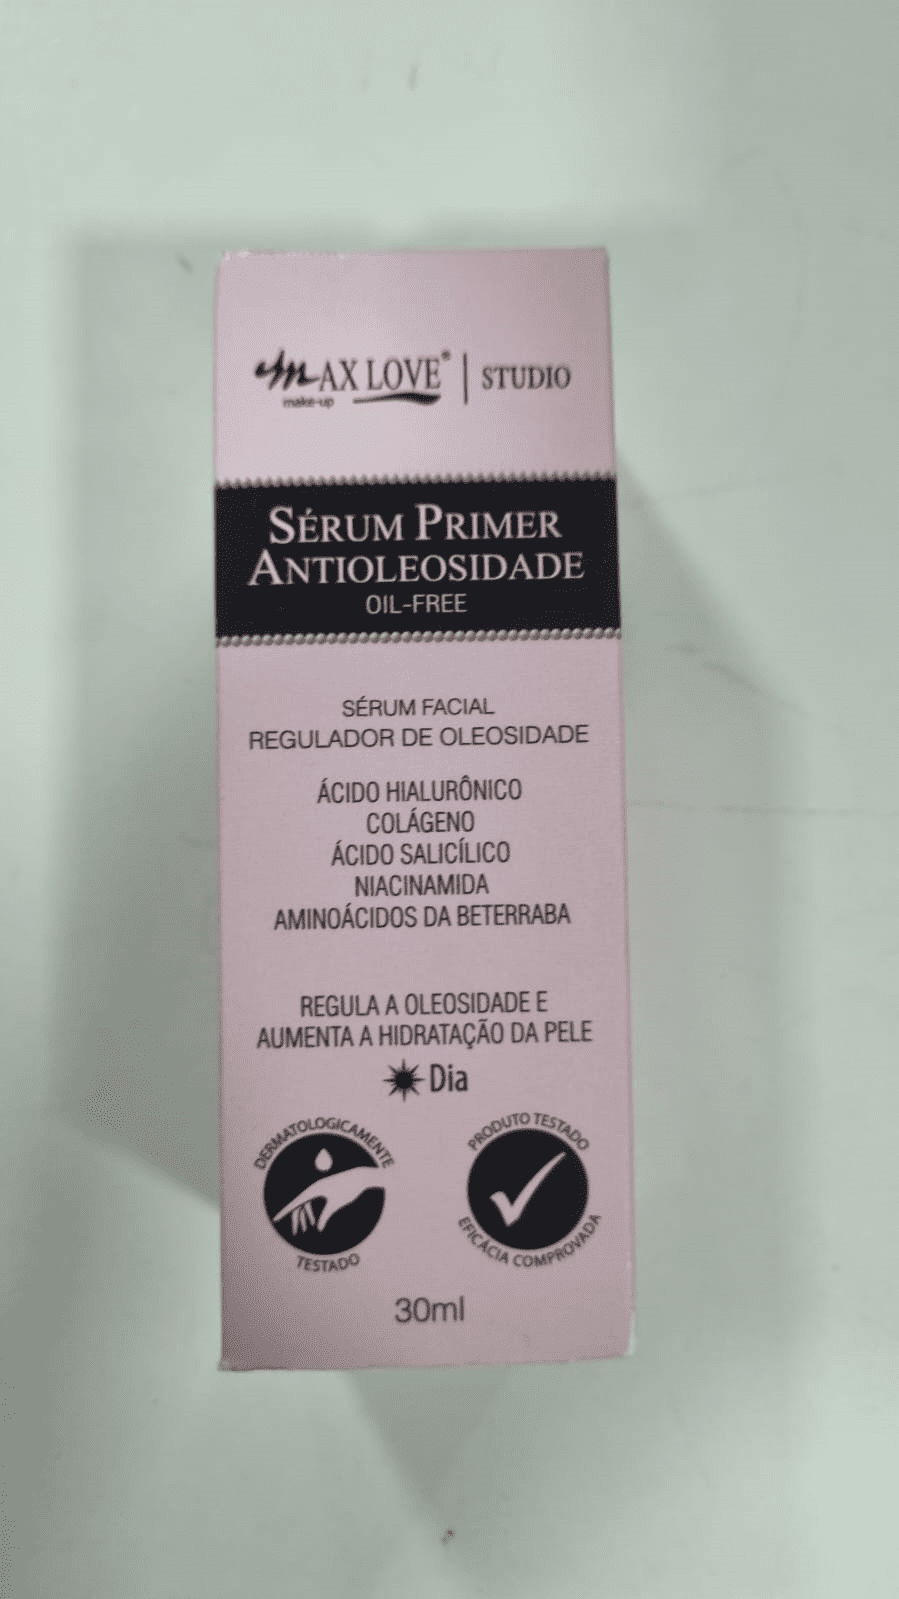 MAX LOVE® | STUDIO
make-up
SÉRUM PRIMER
ANTIOLEOSIDADE
OIL-FREE
SÉRUM FACIAL
REGULADOR DE OLEOSIDADE
ÁCIDO HIALURÔNICO
COLÁGENO
ÁCIDO SALICÍLICO
NIACINAMIDA
AMINOÁCIDOS DA BETERRABA
REGULA A OLEOSIDADE E
AUMENTA A HIDRATAÇÃO DA PELE
Dia
DERMATOLOGICAMENTE
TESTADO
PRODUTO TESTADO
EFICÁCIA COMPROVADA
30ml